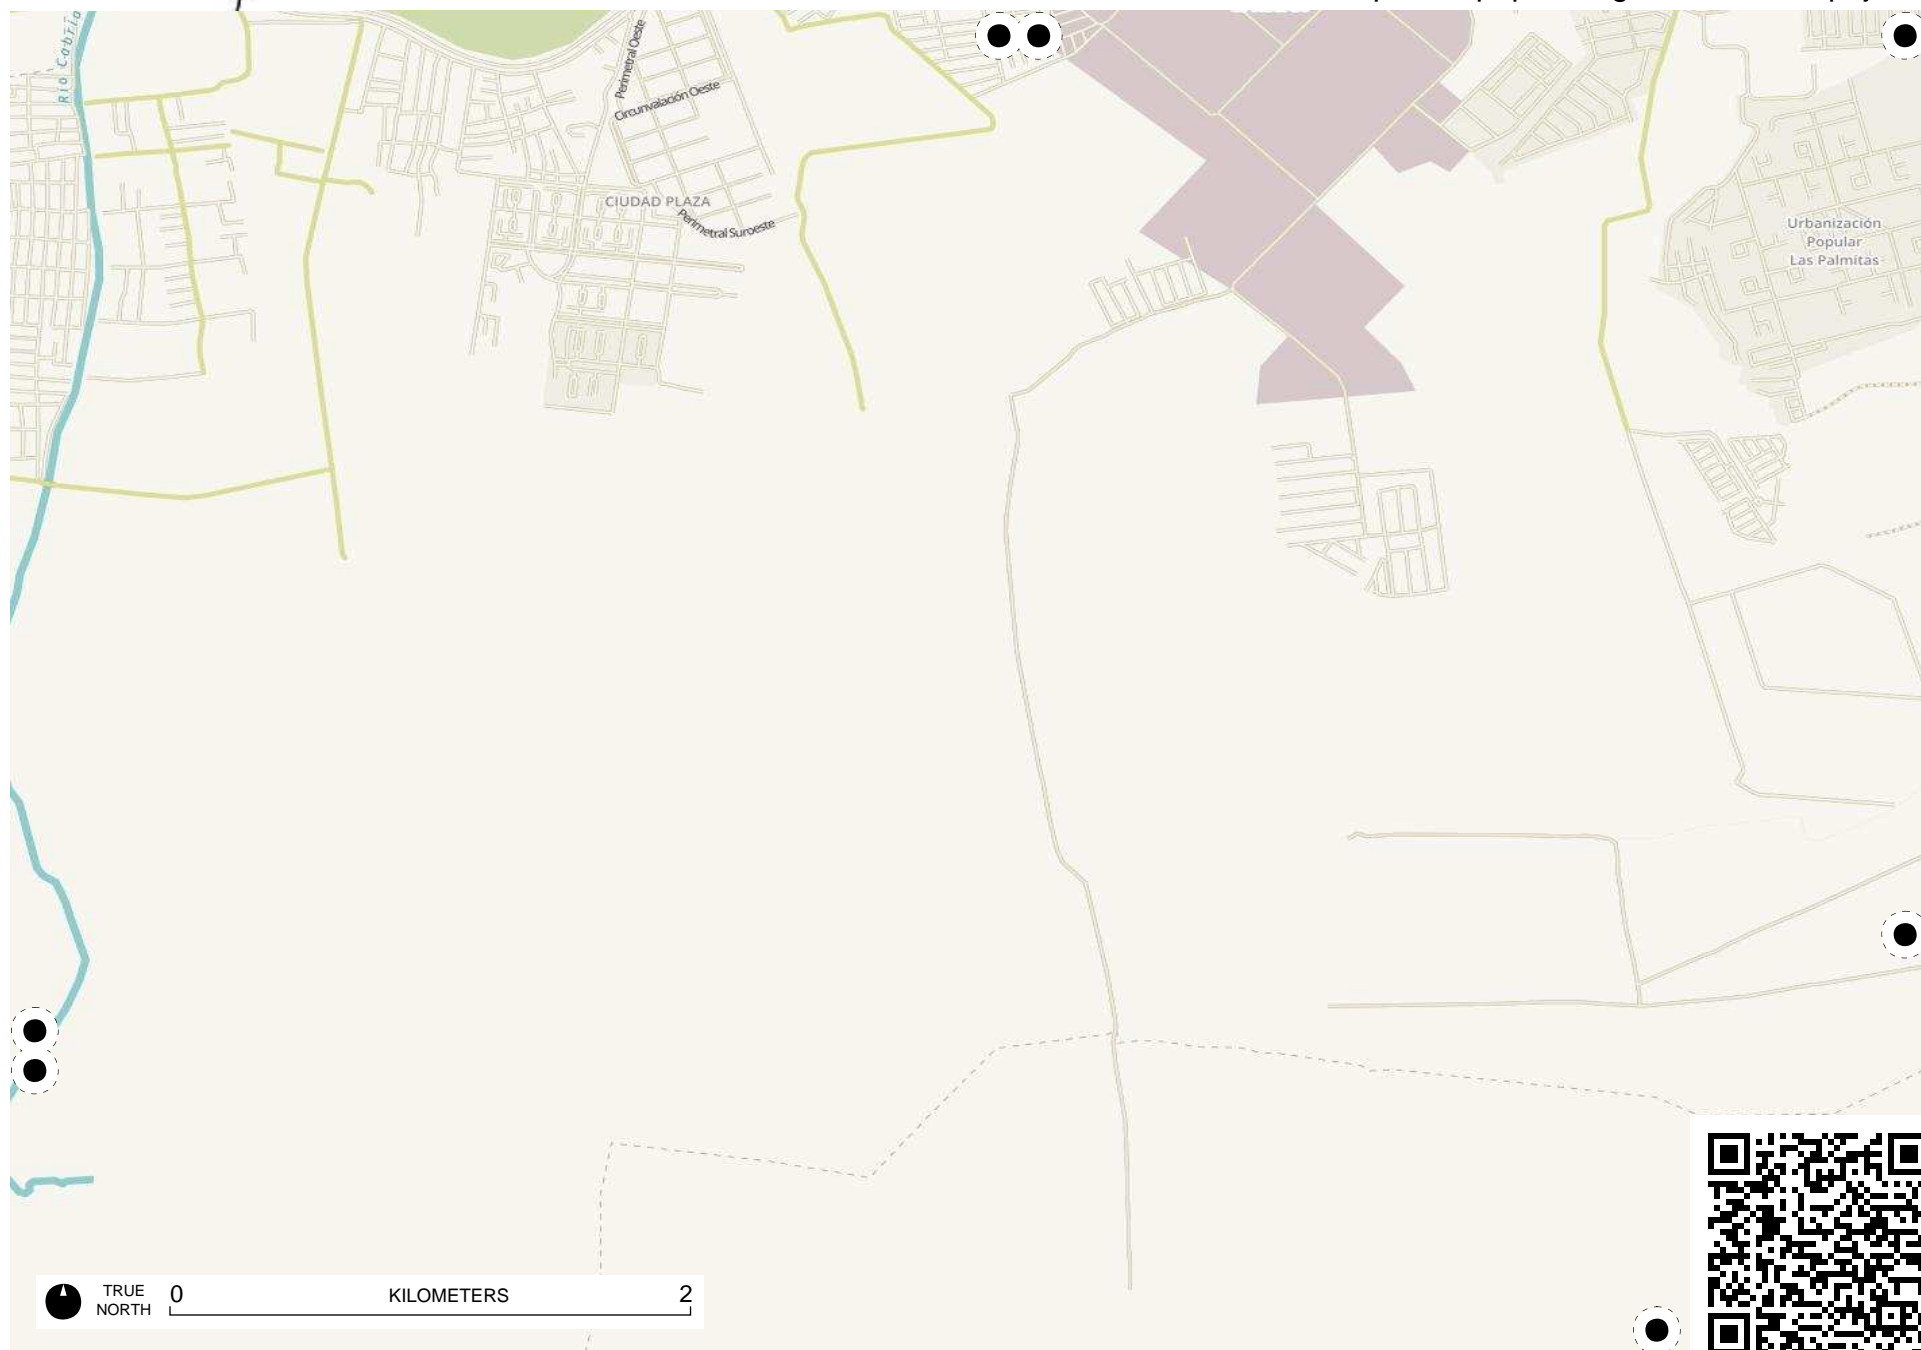 Río Cabria
Perimetral Oeste
Circunvalación Oeste
CIUDAD PLAZA
Perimetral Suroeste
Urbanización
Popular
Las Palmitas
TRUE
NORTH
0
KILOMETERS
2